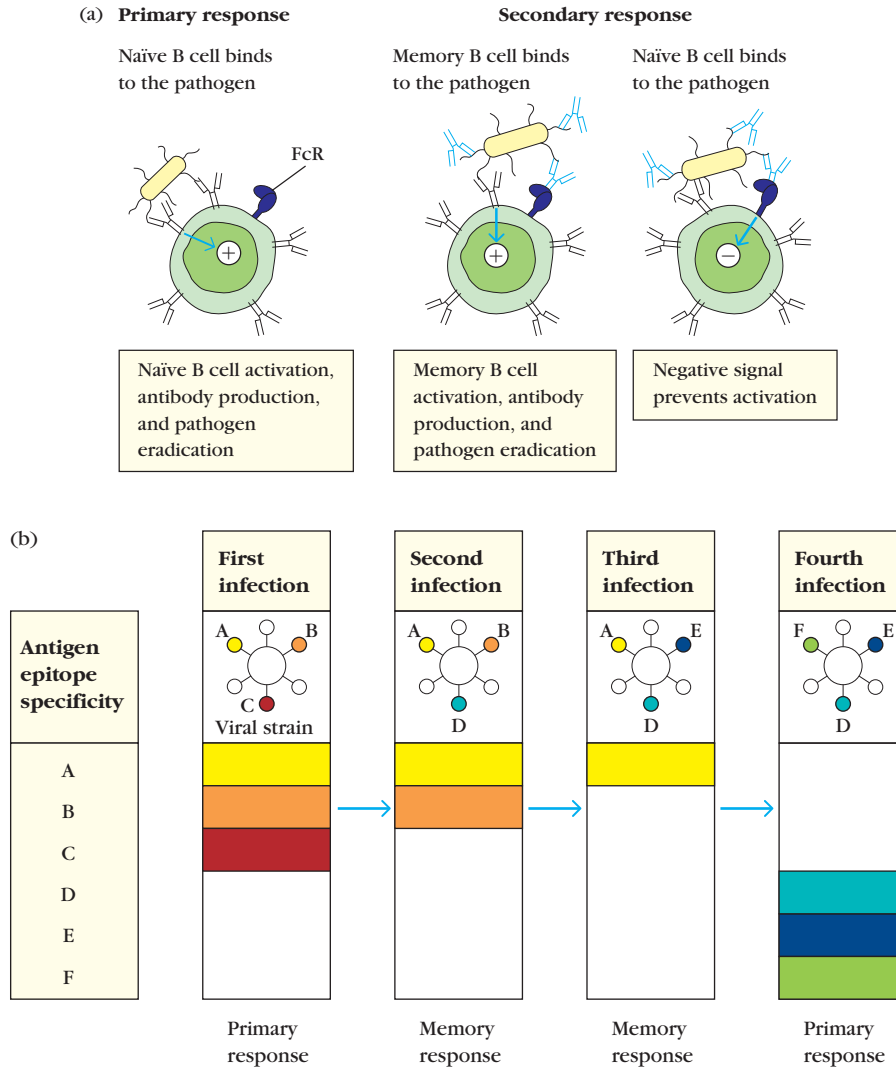 (a) Primary response
Secondary response
Naïve B cell binds
to the pathogen
Memory B cell binds
to the pathogen
Naïve B cell binds
to the pathogen
FcR
+
+
−
Naïve B cell activation,
antibody production,
and pathogen
eradication
Memory B cell
activation, antibody
production, and
pathogen eradication
Negative signal
prevents activation
(b)
First
infection
Second
infection
Third
infection
Fourth
infection
Antigen
epitope
specificity
A B
C
Viral strain
A B
D
A E
D
F E
D
A
B
C
D
E
F
Primary
response
Memory
response
Memory
response
Primary
response